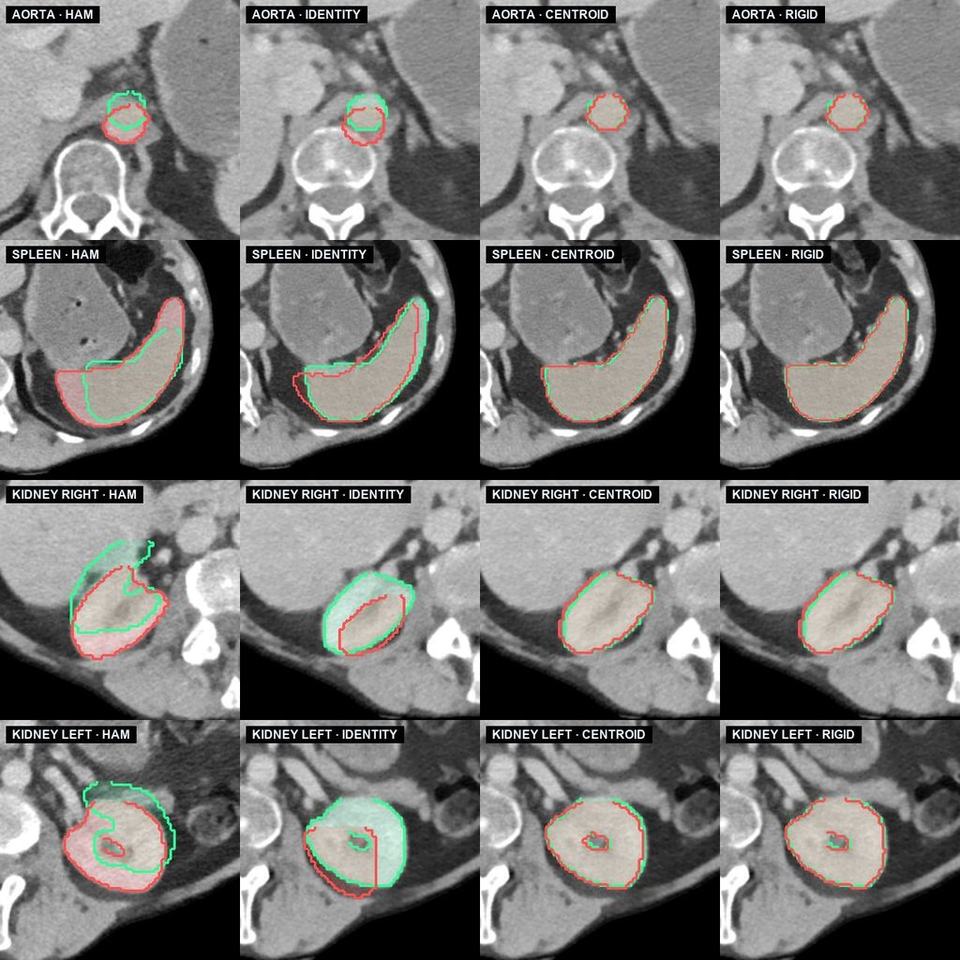 AORTA · HAM
AORTA · IDENTITY
AORTA · CENTROID
AORTA · RIGID
SPLEEN · HAM
SPLEEN · IDENTITY
SPLEEN · CENTROID
SPLEEN · RIGID
KIDNEY RIGHT · HAM
KIDNEY RIGHT · IDENTITY
KIDNEY RIGHT · CENTROID
KIDNEY RIGHT · RIGID
KIDNEY LEFT · HAM
KIDNEY LEFT · IDENTITY
KIDNEY LEFT · CENTROID
KIDNEY LEFT · RIGID